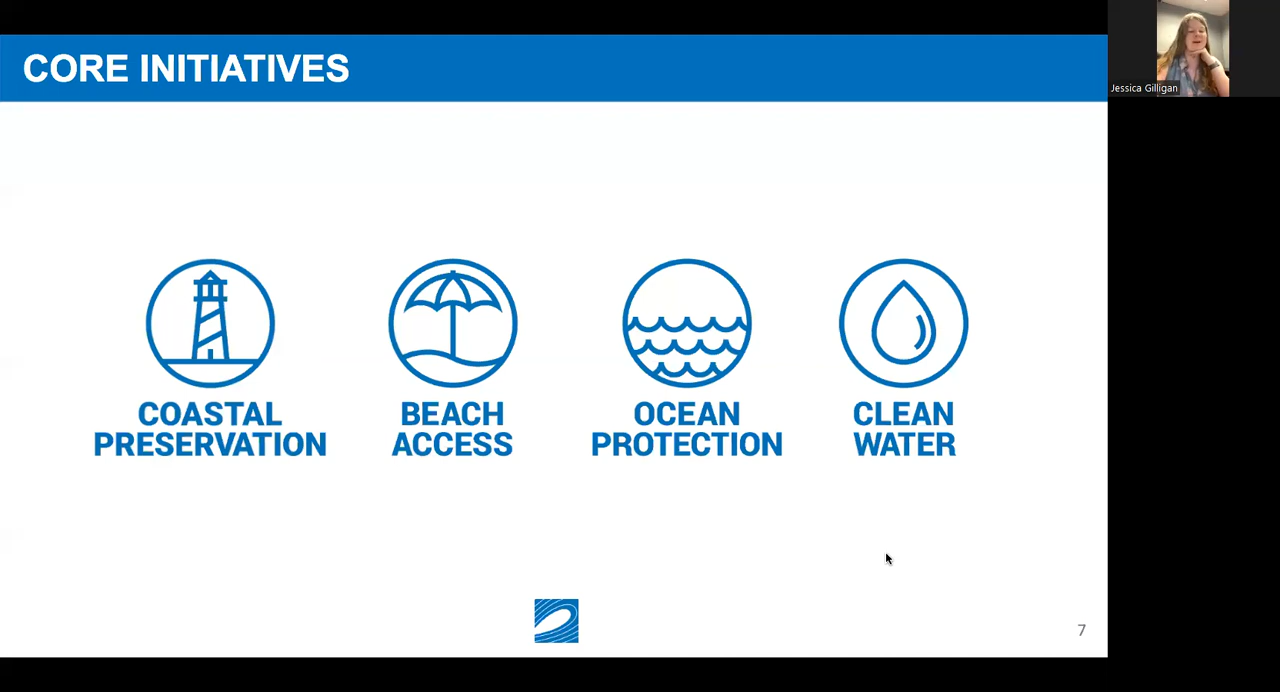 CORE INITIATIVES
Jessica Gilligan
COASTAL
PRESERVATION
BEACH
ACCESS
OCEAN
PROTECTION
CLEAN
WATER
7